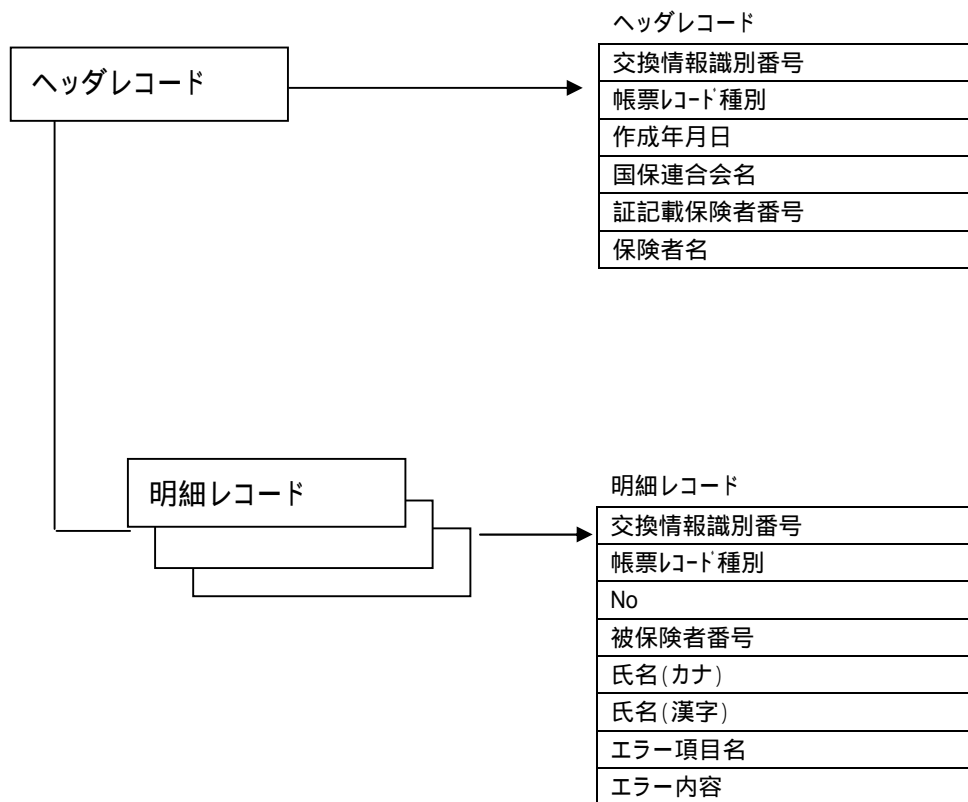 ヘッダレコード
ヘッダレコード
交換情報識別番号
帳票ﾚｺｰﾄﾞ種別
作成年月日
国保連合会名
証記載保険者番号
保険者名
明細レコード
明細レコード
交換情報識別番号
帳票ﾚｺｰﾄﾞ種別
No
被保険者番号
氏名(カナ)
氏名(漢字)
エラー項目名
エラー内容